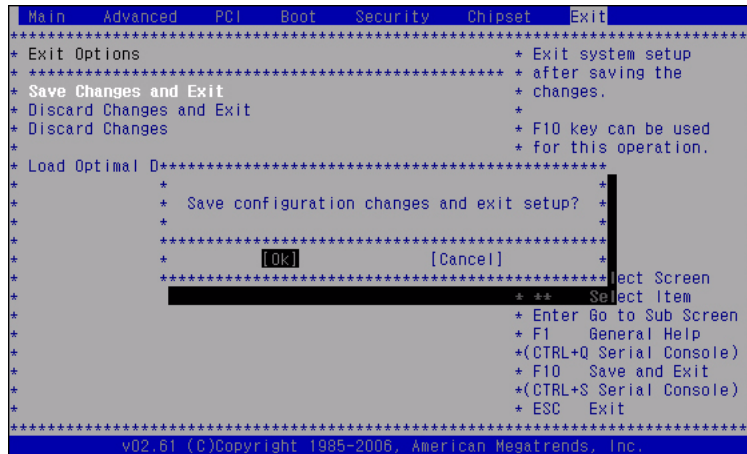 Main Advanced PCI Boot Security Chipset Exit
********************************************************************************
* Exit Options * Exit system setup
* *************************************************** * after saving the
* Save Changes and Exit * changes.
* Discard Changes and Exit *
* Discard Changes * F10 key can be used
* * for this operation.
* Load Optimal D************************************************
* * *
* * Save configuration changes and exit setup? *
* * *
* ************************************************
* * [Ok] [Cancel] *
* ************************************************lect Screen
* * ** Select Item
* * Enter Go to Sub Screen
* * F1 General Help
* *(CTRL+Q Serial Console)
* * F10 Save and Exit
* *(CTRL+S Serial Console)
* * ESC Exit
********************************************************************************
v02.61 (C)Copyright 1985-2006, American Megatrends, Inc.